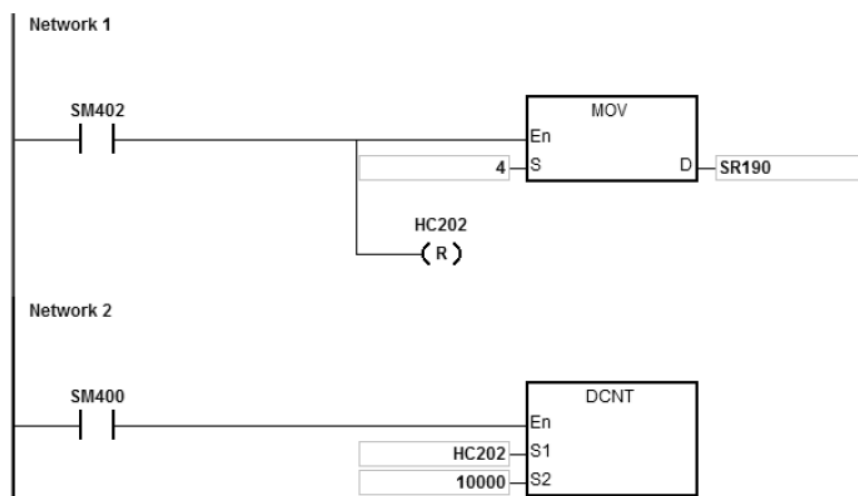 Network 1
SM402
MOV
En
4 S D SR190
HC202
( R )
Network 2
SM400
DCNT
En
HC202 S1
10000 S2